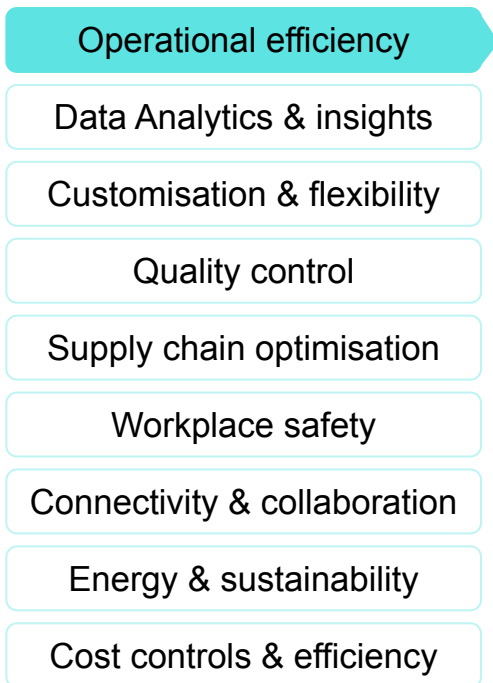 Operational efficiency
Data Analytics & insights
Customisation & flexibility
Quality control
Supply chain optimisation
Workplace safety
Connectivity & collaboration
Energy & sustainability
Cost controls & efficiency